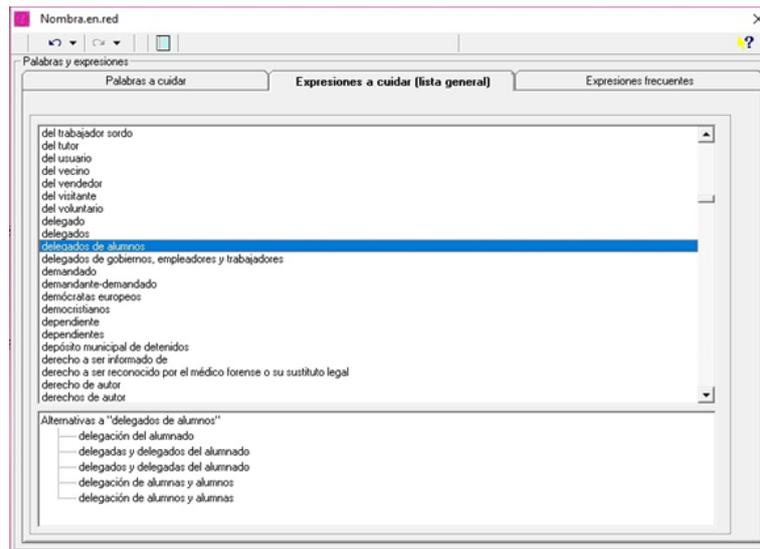 Nombra.en.red
Palabras y expresiones
Palabras a cuidar
Expresiones a cuidar (lista general)
Expresiones frecuentes
del trabajador sordo
del tutor
del usuario
del vecino
del vendedor
del visitante
del voluntario
delegado
delegados
delegados de alumnos
delegados de gobiernos, empleadores y trabajadores
demandado
demandante-demandado
demócratas europeos
democristianos
dependiente
dependientes
depósito municipal de detenidos
derecho a ser informado de
derecho a ser reconocido por el médico forense o su sustituto legal
derecho de autor
derechos de autor
Alternativas a "delegados de alumnos"
delegación del alumnado
delegadas y delegados del alumnado
delegados y delegadas del alumnado
delegación de alumnas y alumnos
delegación de alumnos y alumnas